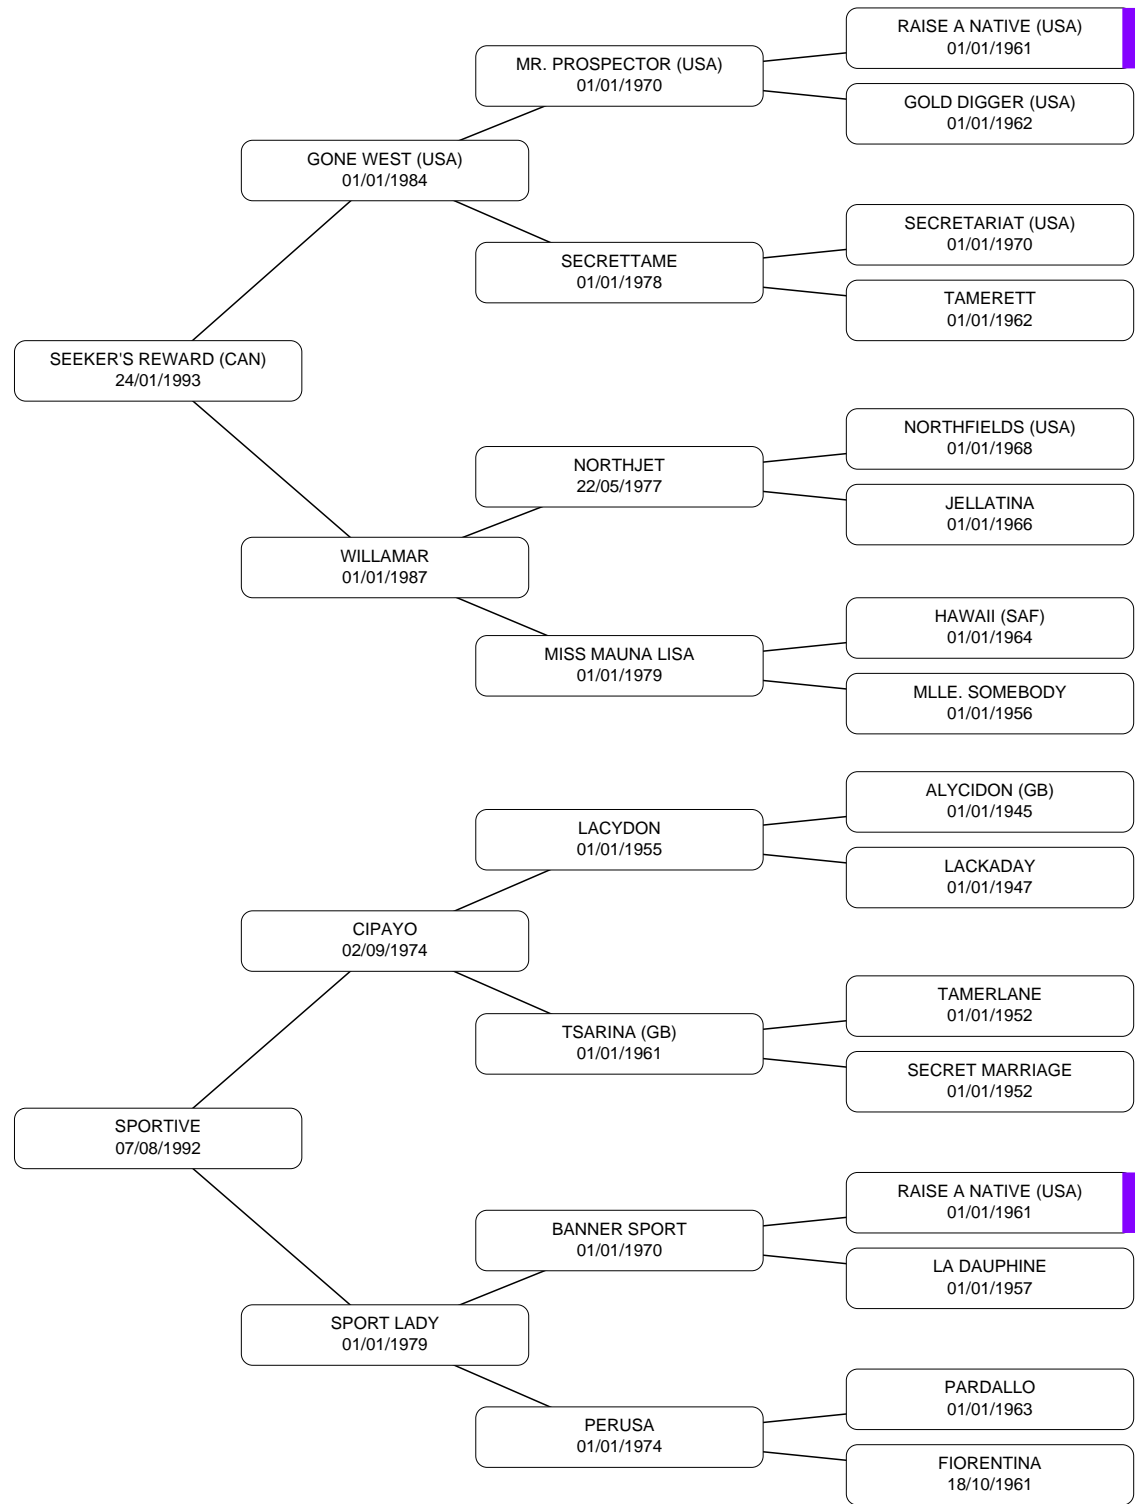 RAISE A NATIVE (USA)
01/01/1961
MR. PROSPECTOR (USA)
01/01/1970
GOLD DIGGER (USA)
01/01/1962
GONE WEST (USA)
01/01/1984
SECRETARIAT (USA)
01/01/1970
SECRETTAME
01/01/1978
TAMERETT
01/01/1962
SEEKER'S REWARD (CAN)
24/01/1993
NORTHFIELDS (USA)
01/01/1968
NORTHJET
22/05/1977
JELLATINA
01/01/1966
WILLAMAR
01/01/1987
HAWAII (SAF)
01/01/1964
MISS MAUNA LISA
01/01/1979
MLLE. SOMEBODY
01/01/1956
ALYCIDON (GB)
01/01/1945
LACYDON
01/01/1955
LACKADAY
01/01/1947
CIPAYO
02/09/1974
TAMERLANE
01/01/1952
TSARINA (GB)
01/01/1961
SECRET MARRIAGE
01/01/1952
SPORTIVE
07/08/1992
RAISE A NATIVE (USA)
01/01/1961
BANNER SPORT
01/01/1970
LA DAUPHINE
01/01/1957
SPORT LADY
01/01/1979
PARDALLO
01/01/1963
PERUSA
01/01/1974
FIORENTINA
18/10/1961